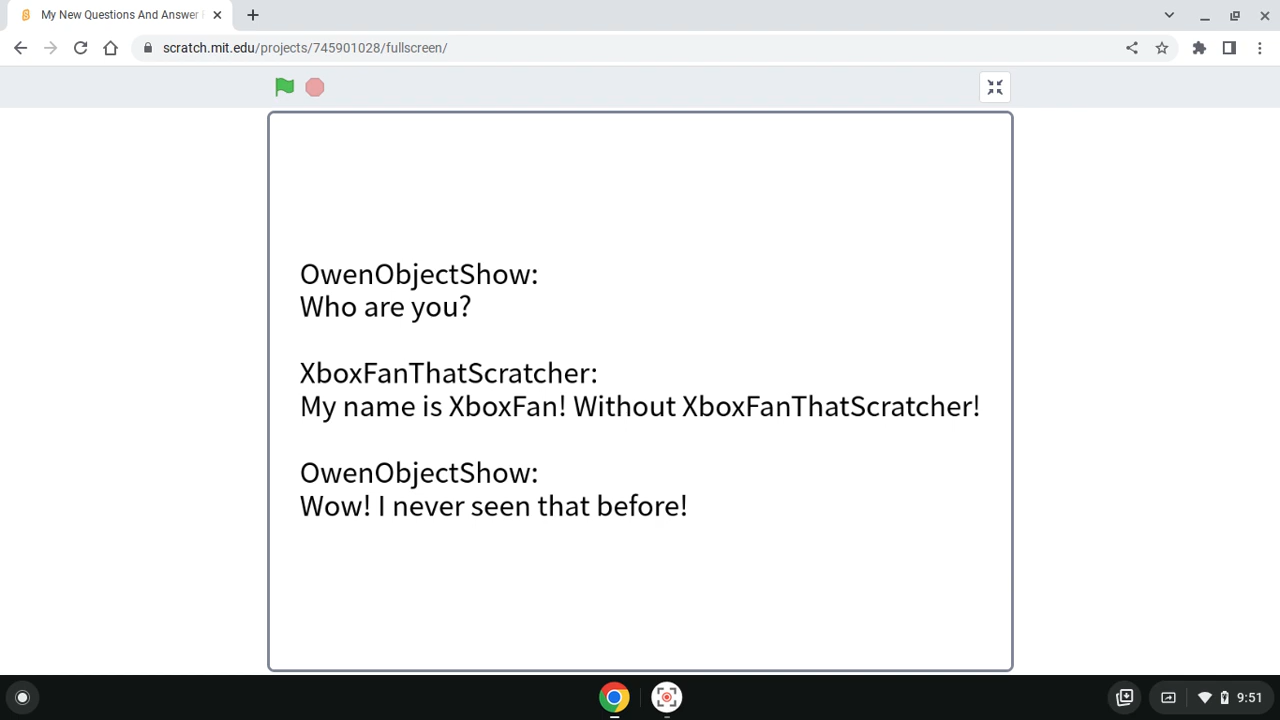 My New Questions And Answer
scratch.mit.edu/projects/745901028/fullscreen/
OwenObjectShow:
Who are you?
XboxFanThatScratcher:
My name is XboxFan! Without XboxFanThatScratcher!
OwenObjectShow:
Wow! I never seen that before!
9:51